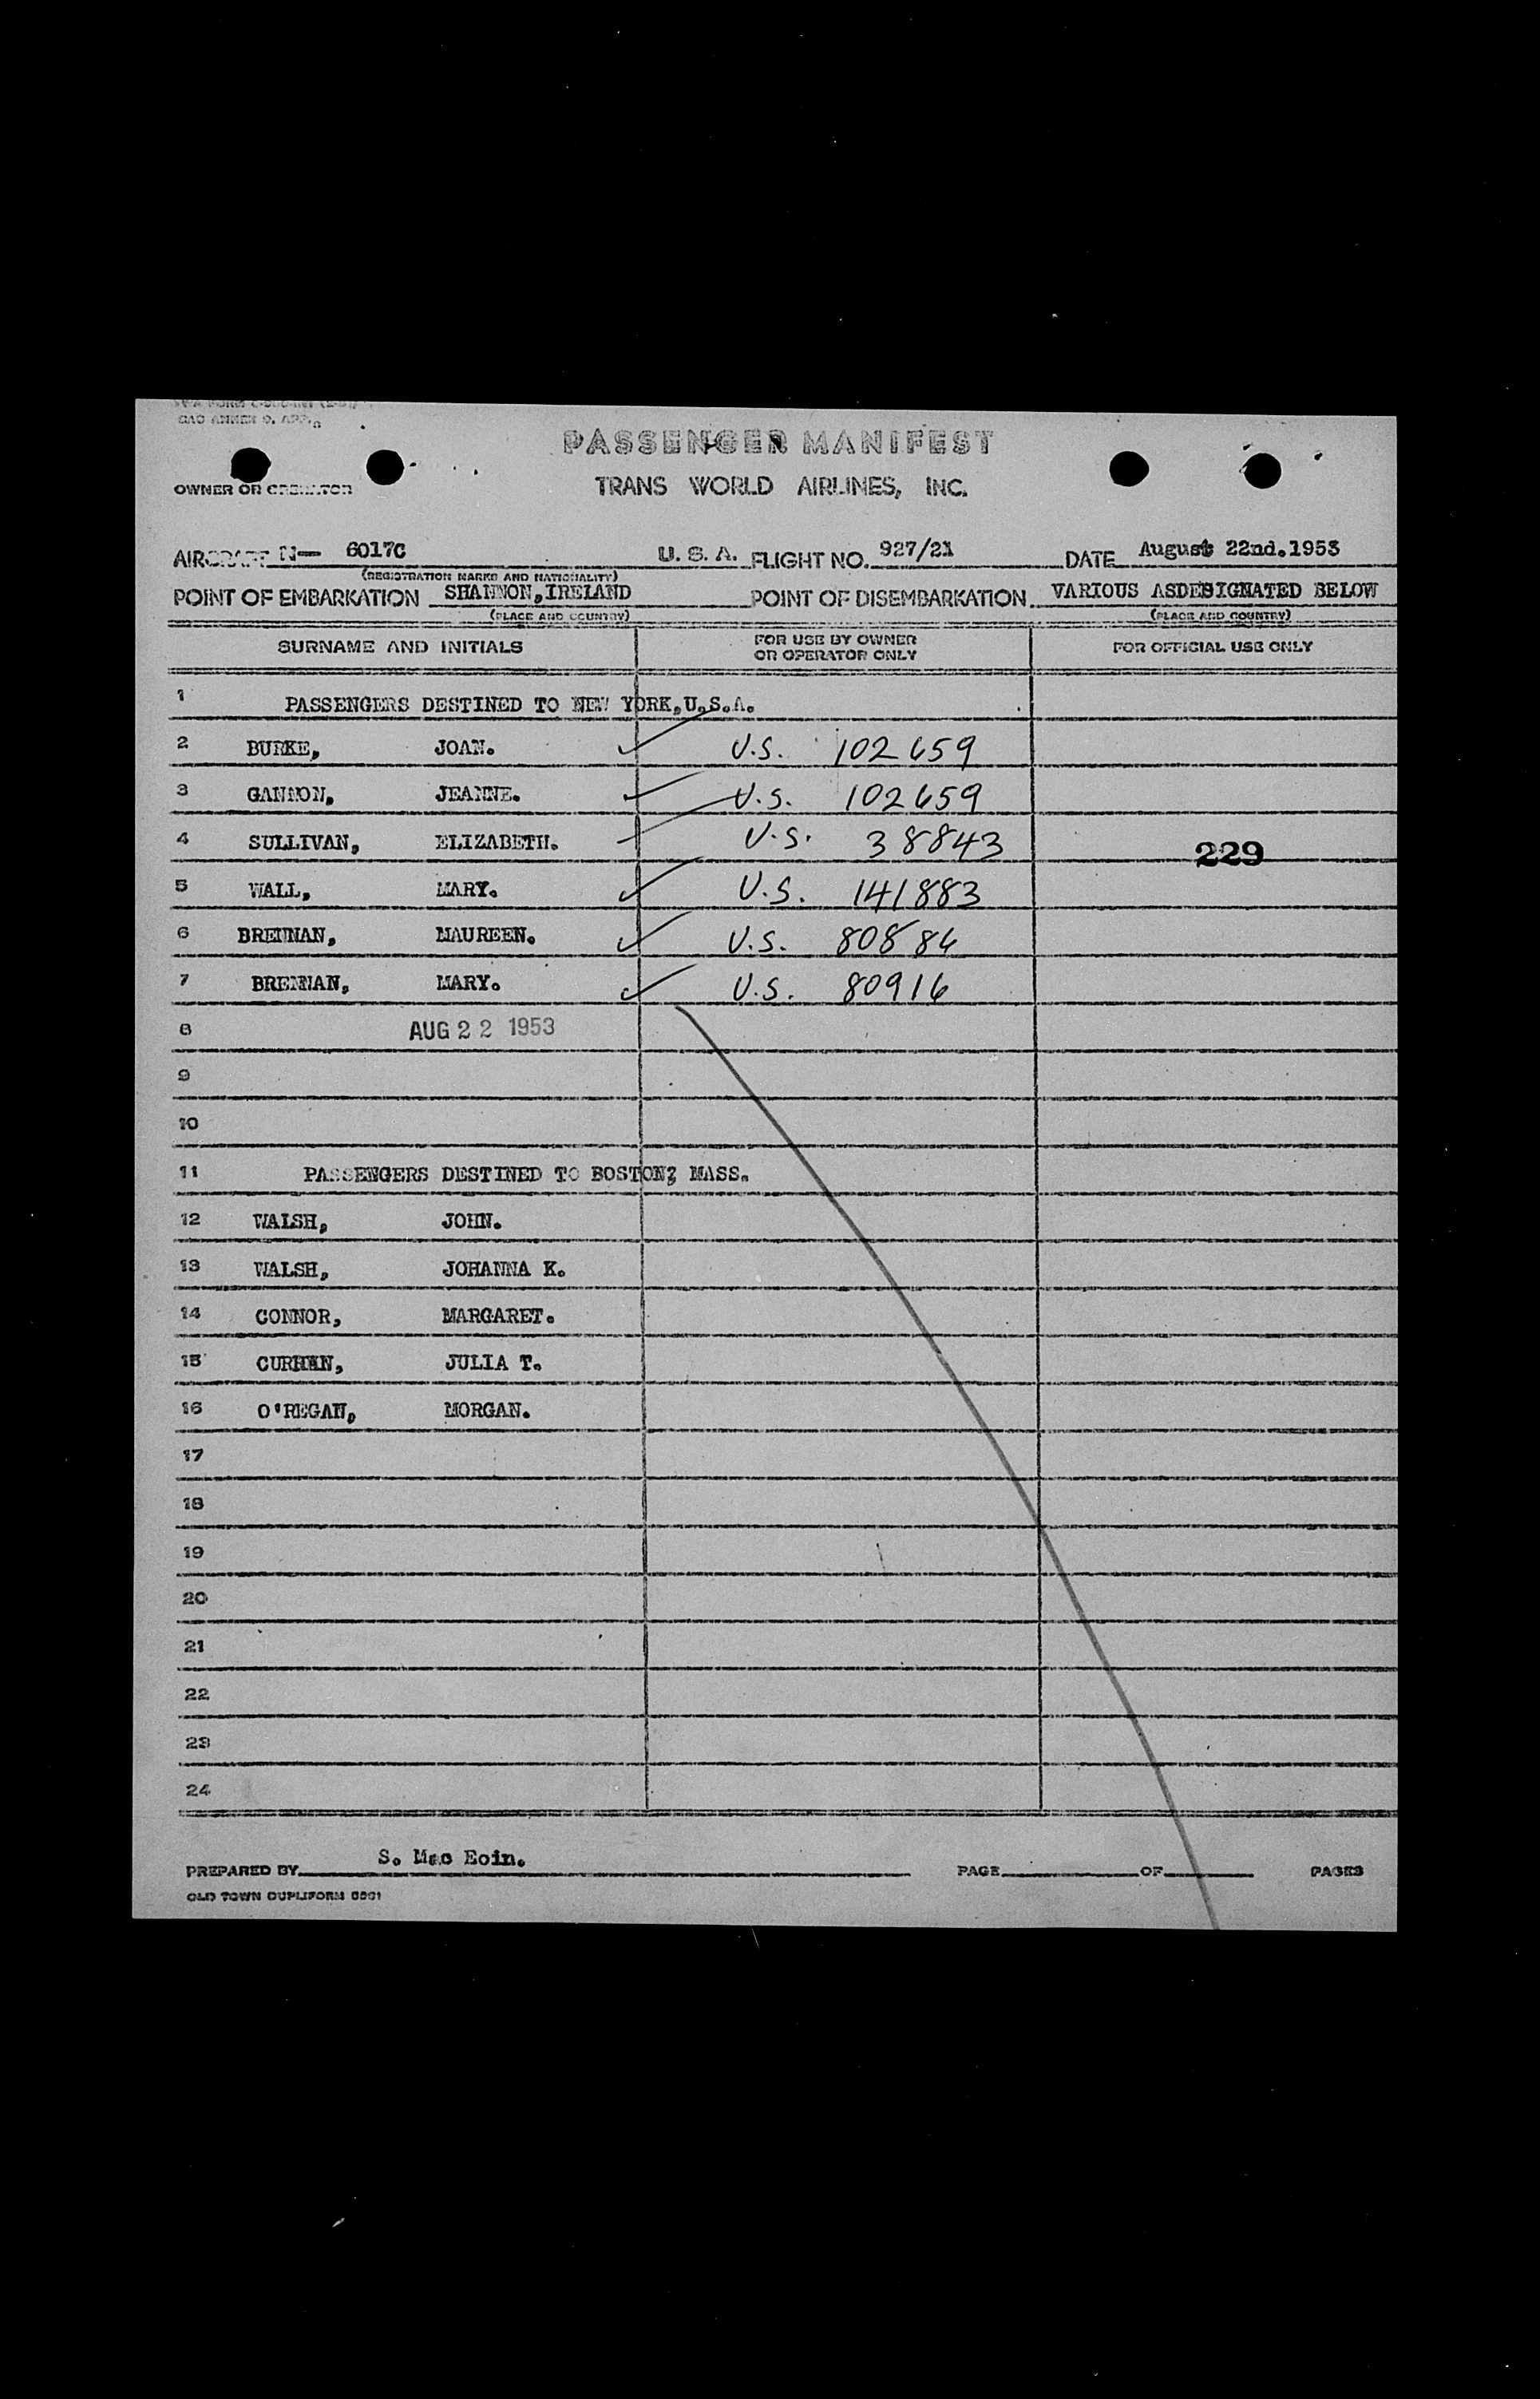 PASSENGER MANIFEST
OWNER OR OPERATOR
TRANS WORLD AIRLINES, INC.
AIRCRAFT N- 6017C U. S. A. FLIGHT NO. 927/21 DATE August 22nd.1953
(REGISTRATION MARKS AND NATIONALITY)
POINT OF EMBARKATION SHANNON,IRELAND POINT OF DISEMBARKATION VARIOUS ASDESIGNATED BELOW
(PLACE AND COUNTRY) (PLACE AND COUNTRY)
SURNAME AND INITIALS FOR USE BY OWNER OR OPERATOR ONLY FOR OFFICIAL USE ONLY
1 PASSENGERS DESTINED TO NEW YORK,U.S.A.
2 BURKE, JOAN. U.S. 102659
3 GANNON, JEANNE. U.S. 102659
4 SULLIVAN, ELIZABETH. U.S. 38843 229
5 WALL, MARY. U.S. 141883
6 BRENNAN, MAUREEN. U.S. 80886
7 BRENNAN, MARY. U.S. 80916
8 AUG 22 1953
9
10
11 PASSENGERS DESTINED TO BOSTON, MASS.
12 WALSH, JOHN.
13 WALSH, JOHANNA K.
14 CONNOR, MARGARET.
15 CURRAN, JULIA T.
16 O'REGAN, MORGAN.
17
18
19
20
21
22
23
24
PREPARED BY S. Mac Eoin. PAGE OF PAGES
OLD TOWN DUPLIFORM